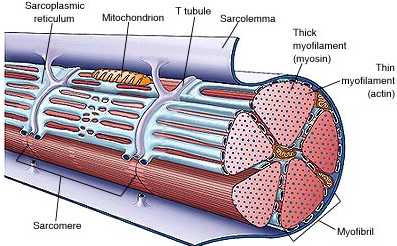 Sarcoplasmic
reticulum
Mitochondrion
T tubule
Sarcolemma
Thick
myofilament
(myosin)
Thin
myofilament
(actin)
Sarcomere
Myofibril